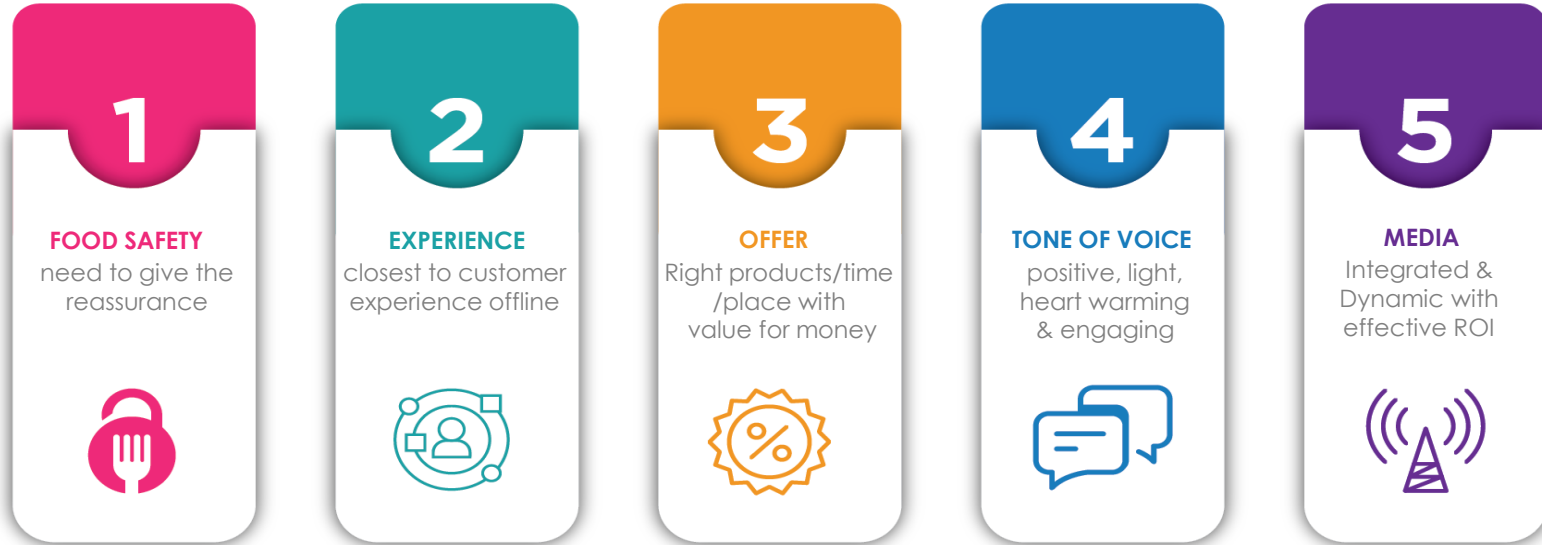 1
FOOD SAFETY
need to give the
reassurance
2
EXPERIENCE
closest to customer
experience offline
3
OFFER
Right products/time
/place with
value for money
4
TONE OF VOICE
positive, light,
heart warming
& engaging
5
MEDIA
Integrated &
Dynamic with
effective ROI
%